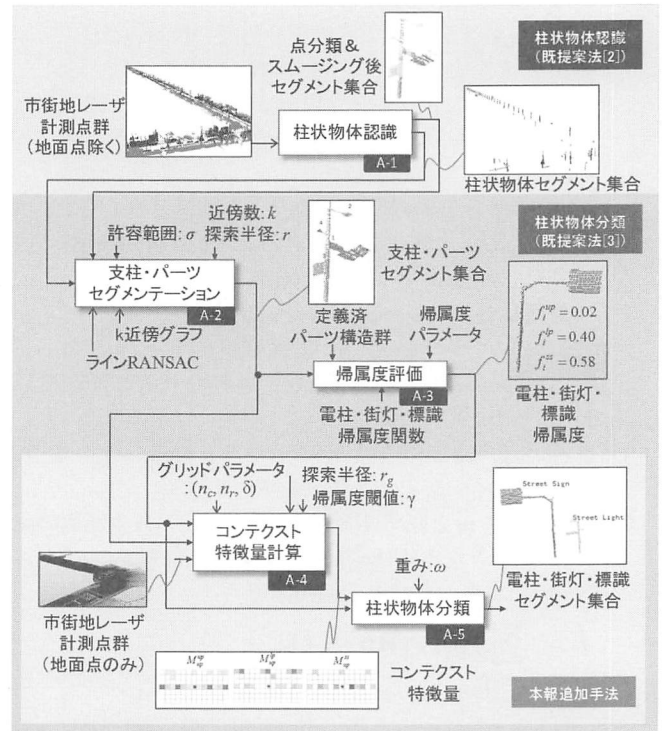 柱状物体認識
(既提案法[2])
点分類&
スムージング後
セグメント集合
市街地レーザ
計測点群
(地面点除く)
柱状物体認識
A-1
柱状物体セグメント集合
柱状物体分類
(既提案法[3])
近傍数:k
許容範囲:σ
探索半径:r
支柱・パーツ
セグメンテーション
A-2
k近傍グラフ
ラインRANSAC
支柱・パーツ
セグメント集合
定義済
パーツ構造群
帰属度
パラメータ
帰属度評価
A-3
電柱・街灯・標識
帰属度関数
f_i^{up} = 0.02
f_i^{lp} = 0.40
f_i^{ss} = 0.58
電柱・街灯・
標識
帰属度
グリッドパラメータ
:(n_c, n_r, δ)
探索半径:r_g
帰属度閾値:γ
コンテクスト
特徴量計算
A-4
市街地レーザ
計測点群
(地面点のみ)
重み:ω
柱状物体分類
A-5
Street Sign
Street Light
電柱・街灯・標識
セグメント集合
M_{up}^{up}
M_{up}^{lp}
M_{up}^{ss}
コンテクスト
特徴量
本報追加手法